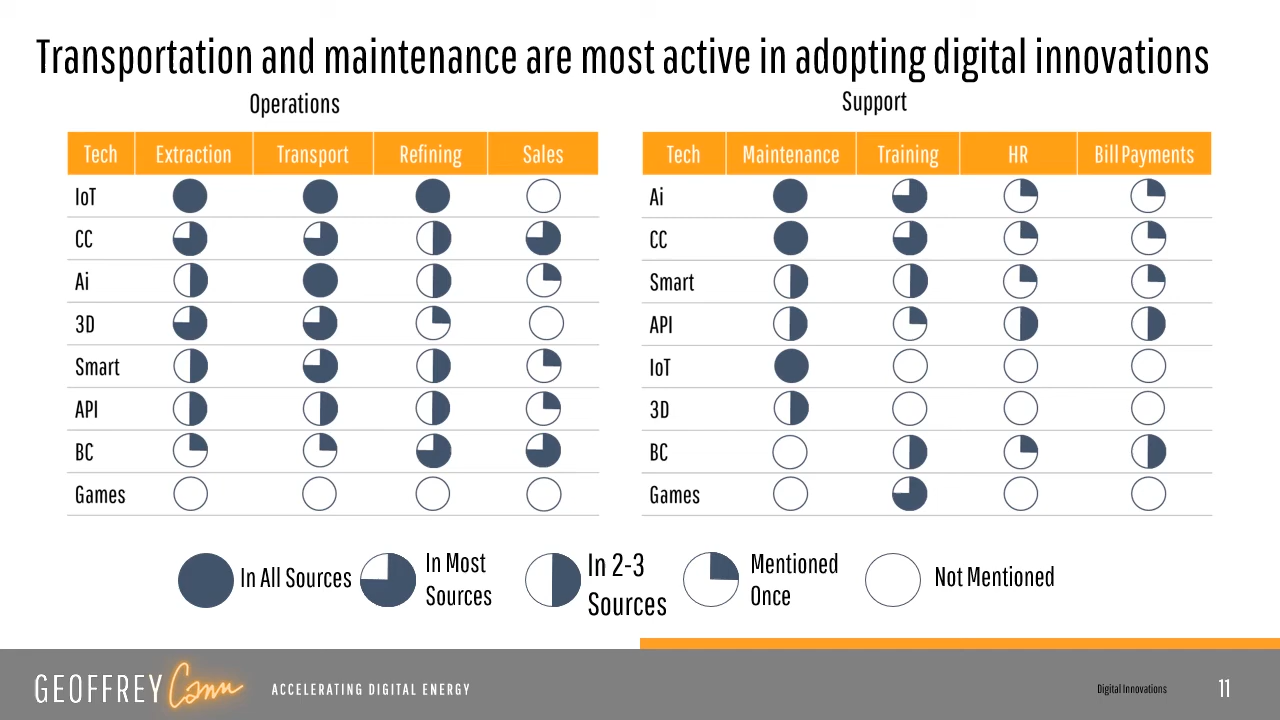 Transportation and maintenance are most active in adopting digital innovations
Operations
Tech Extraction Transport Refining Sales
IoT
CC
Ai
3D
Smart
API
BC
Games
Support
Tech Maintenance Training HR Bill Payments
Ai
CC
Smart
API
IoT
3D
BC
Games
In All Sources
In Most
Sources
In 2-3
Sources
Mentioned
Once
Not Mentioned
GEOFFREY Cann
ACCELERATING DIGITAL ENERGY
Digital Innovations
11